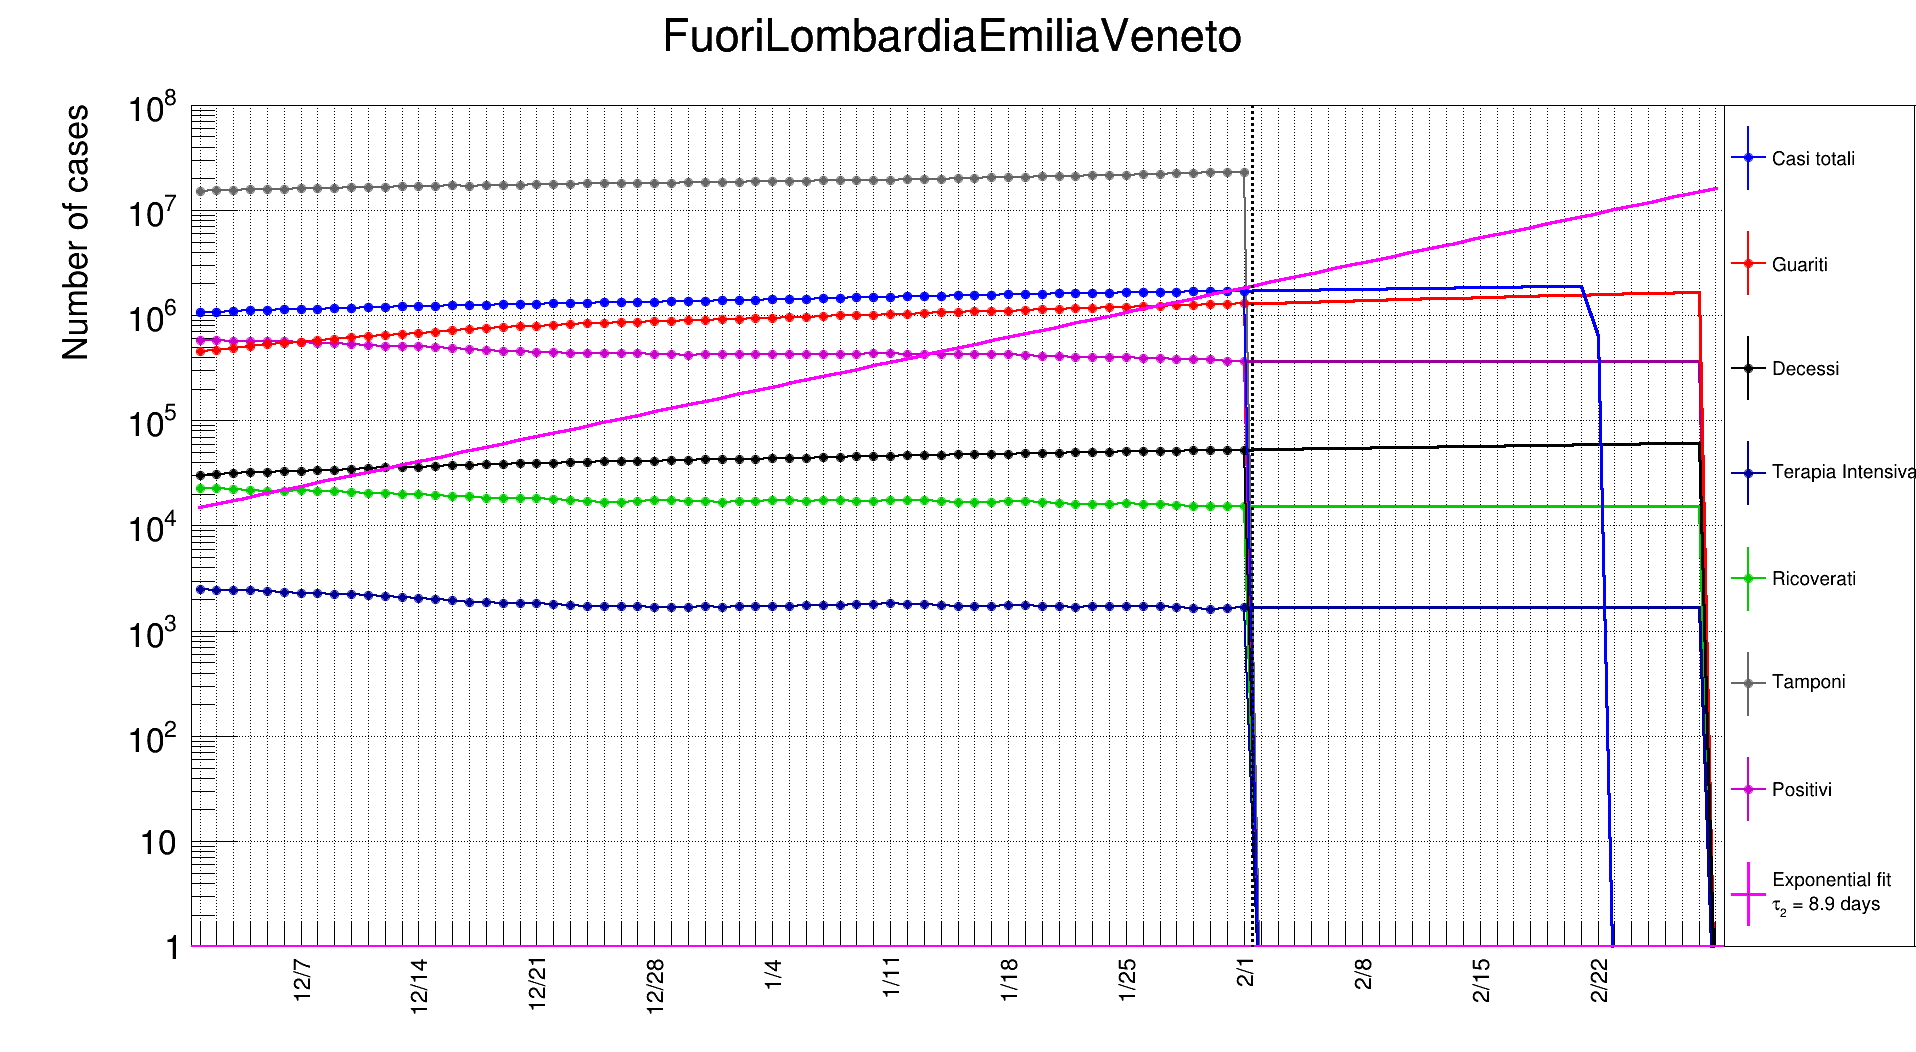 FuoriLombardiaEmiliaVeneto
Number of cases
10^8
10^7
10^6
10^5
10^4
10^3
10^2
10
1
12/7
12/14
12/21
12/28
1/4
1/11
1/18
1/25
2/1
2/8
2/15
2/22
Casi totali
Guariti
Decessi
Terapia Intensiva
Ricoverati
Tamponi
Positivi
Exponential fit
τ₂ = 8.9 days